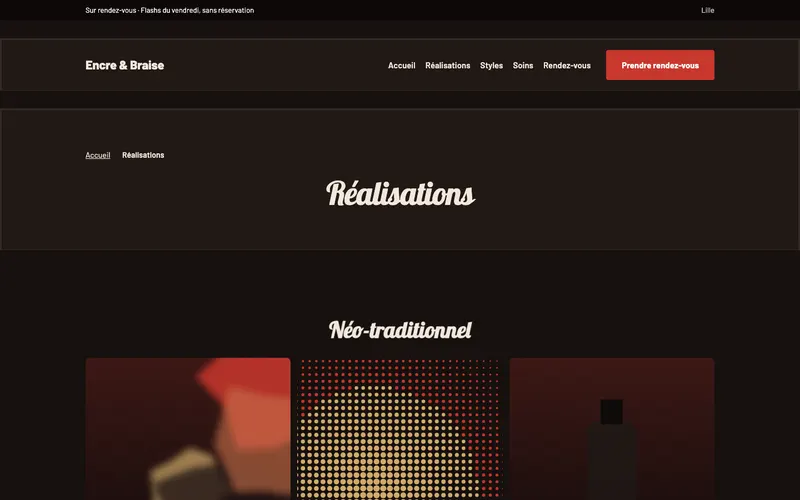 Sur rendez-vous · Flashs du vendredi, sans réservation
Lille
Encre & Braise
Accueil
Réalisations
Styles
Soins
Rendez-vous
Prendre rendez-vous
Accueil
Réalisations
Réalisations
Néo-traditionnel